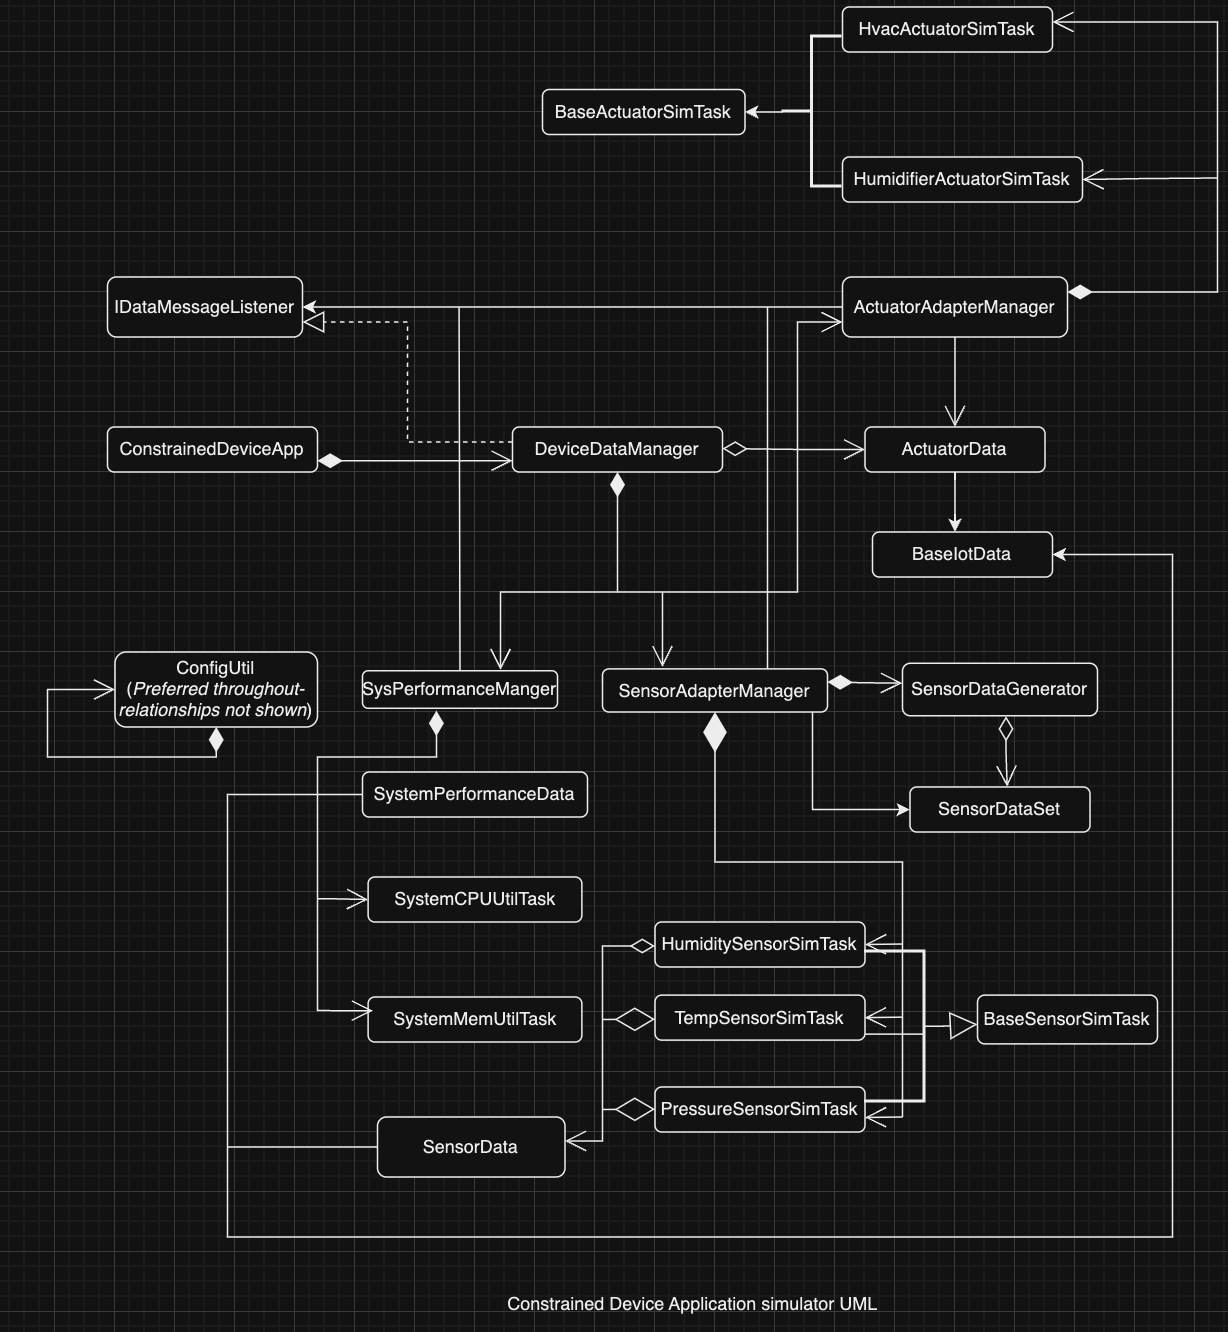 HvacActuatorSimTask
BaseActuatorSimTask
HumidifierActuatorSimTask
IDataMessageListener
ActuatorAdapterManager
ConstrainedDeviceApp
DeviceDataManager
ActuatorData
BaseIotData
ConfigUtil
(Preferred throughout-
relationships not shown)
SysPerformanceManger
SensorAdapterManager
SensorDataGenerator
SystemPerformanceData
SensorDataSet
SystemCPUUtilTask
HumiditySensorSimTask
SystemMemUtilTask
TempSensorSimTask
BaseSensorSimTask
PressureSensorSimTask
SensorData
Constrained Device Application simulator UML